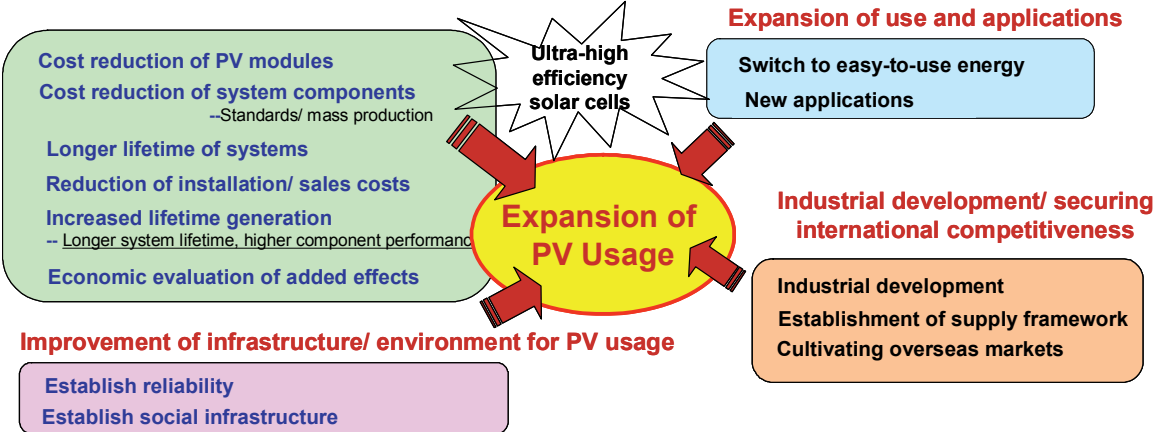 Cost reduction of PV modules
Cost reduction of system components
--Standards/ mass production
Longer lifetime of systems
Reduction of installation/ sales costs
Increased lifetime generation
-- Longer system lifetime, higher component performanc
Economic evaluation of added effects
Ultra-high
efficiency
solar cells
Expansion of use and applications
Switch to easy-to-use energy
New applications
Expansion of
PV Usage
Industrial development/ securing
international competitiveness
Industrial development
Establishment of supply framework
Cultivating overseas markets
Improvement of infrastructure/ environment for PV usage
Establish reliability
Establish social infrastructure